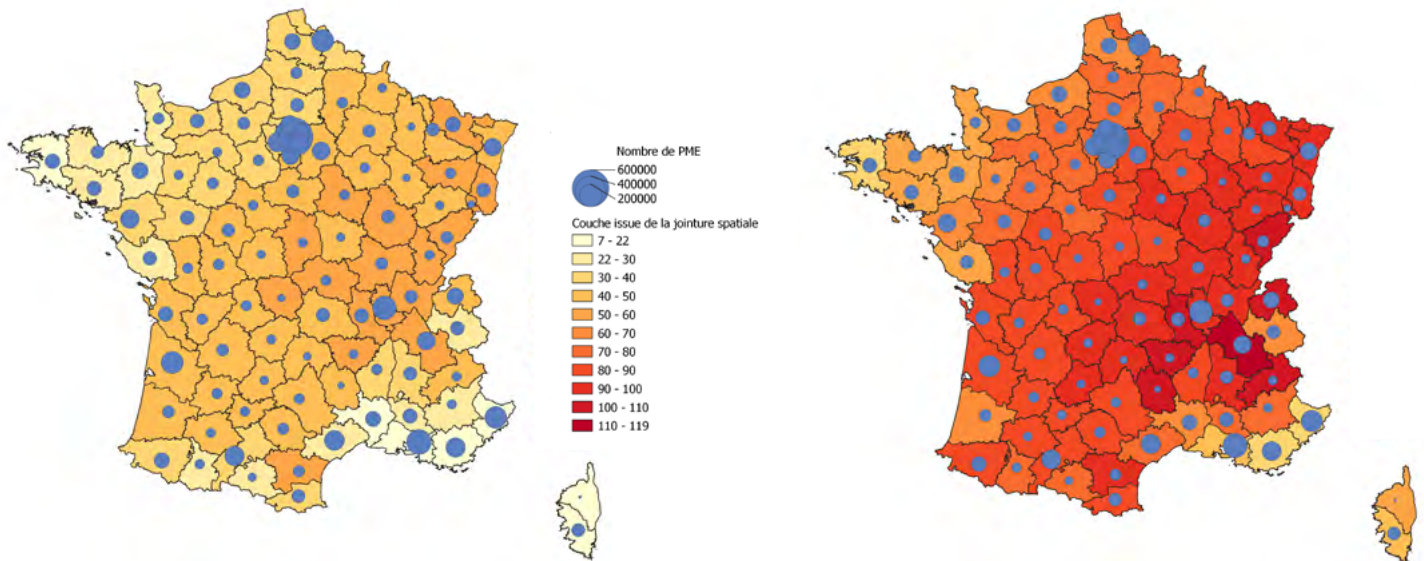 Nombre de PME
600000
400000
200000
Couche issue de la jointure spatiale
7 - 22
22 - 30
30 - 40
40 - 50
50 - 60
60 - 70
70 - 80
80 - 90
90 - 100
100 - 110
110 - 119